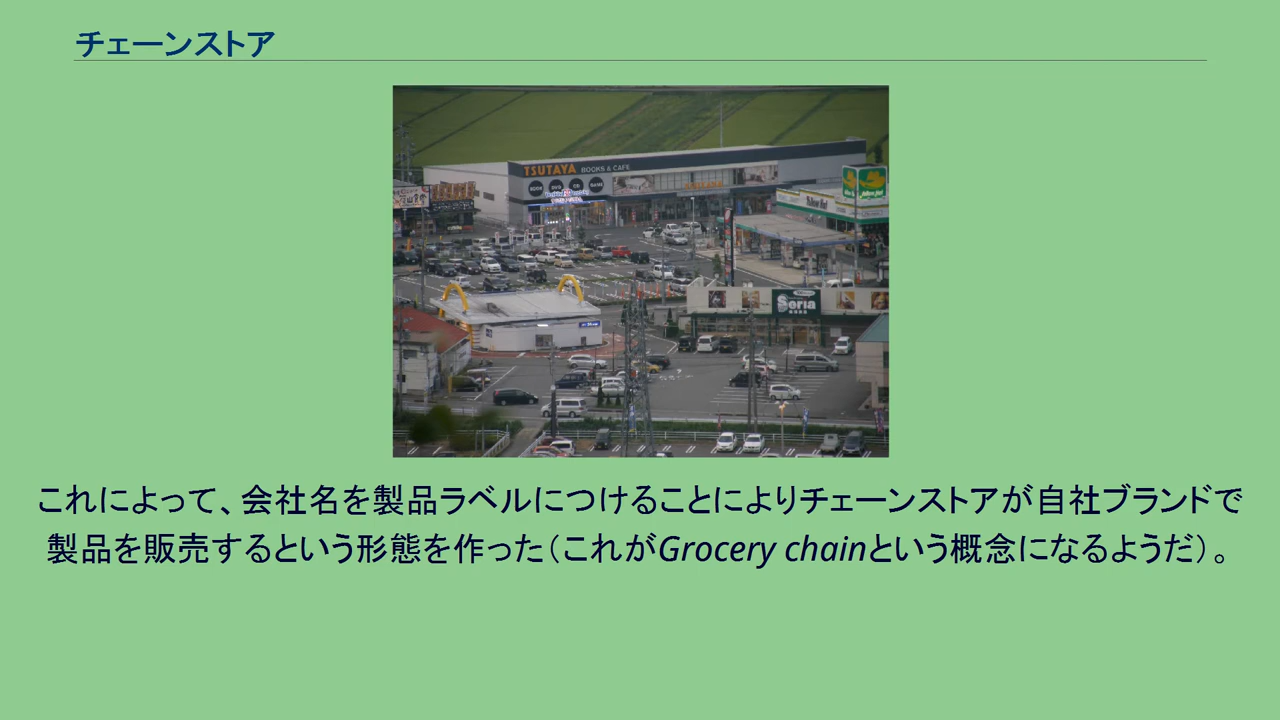 チェーンストア
TSUTAYA BOOKS & CAFE
BOOK DVD CD GAME
Seria
これによって、会社名を製品ラベルにつけることによりチェーンストアが自社ブランドで
製品を販売するという形態を作った（これがGrocery chainという概念になるようだ）。